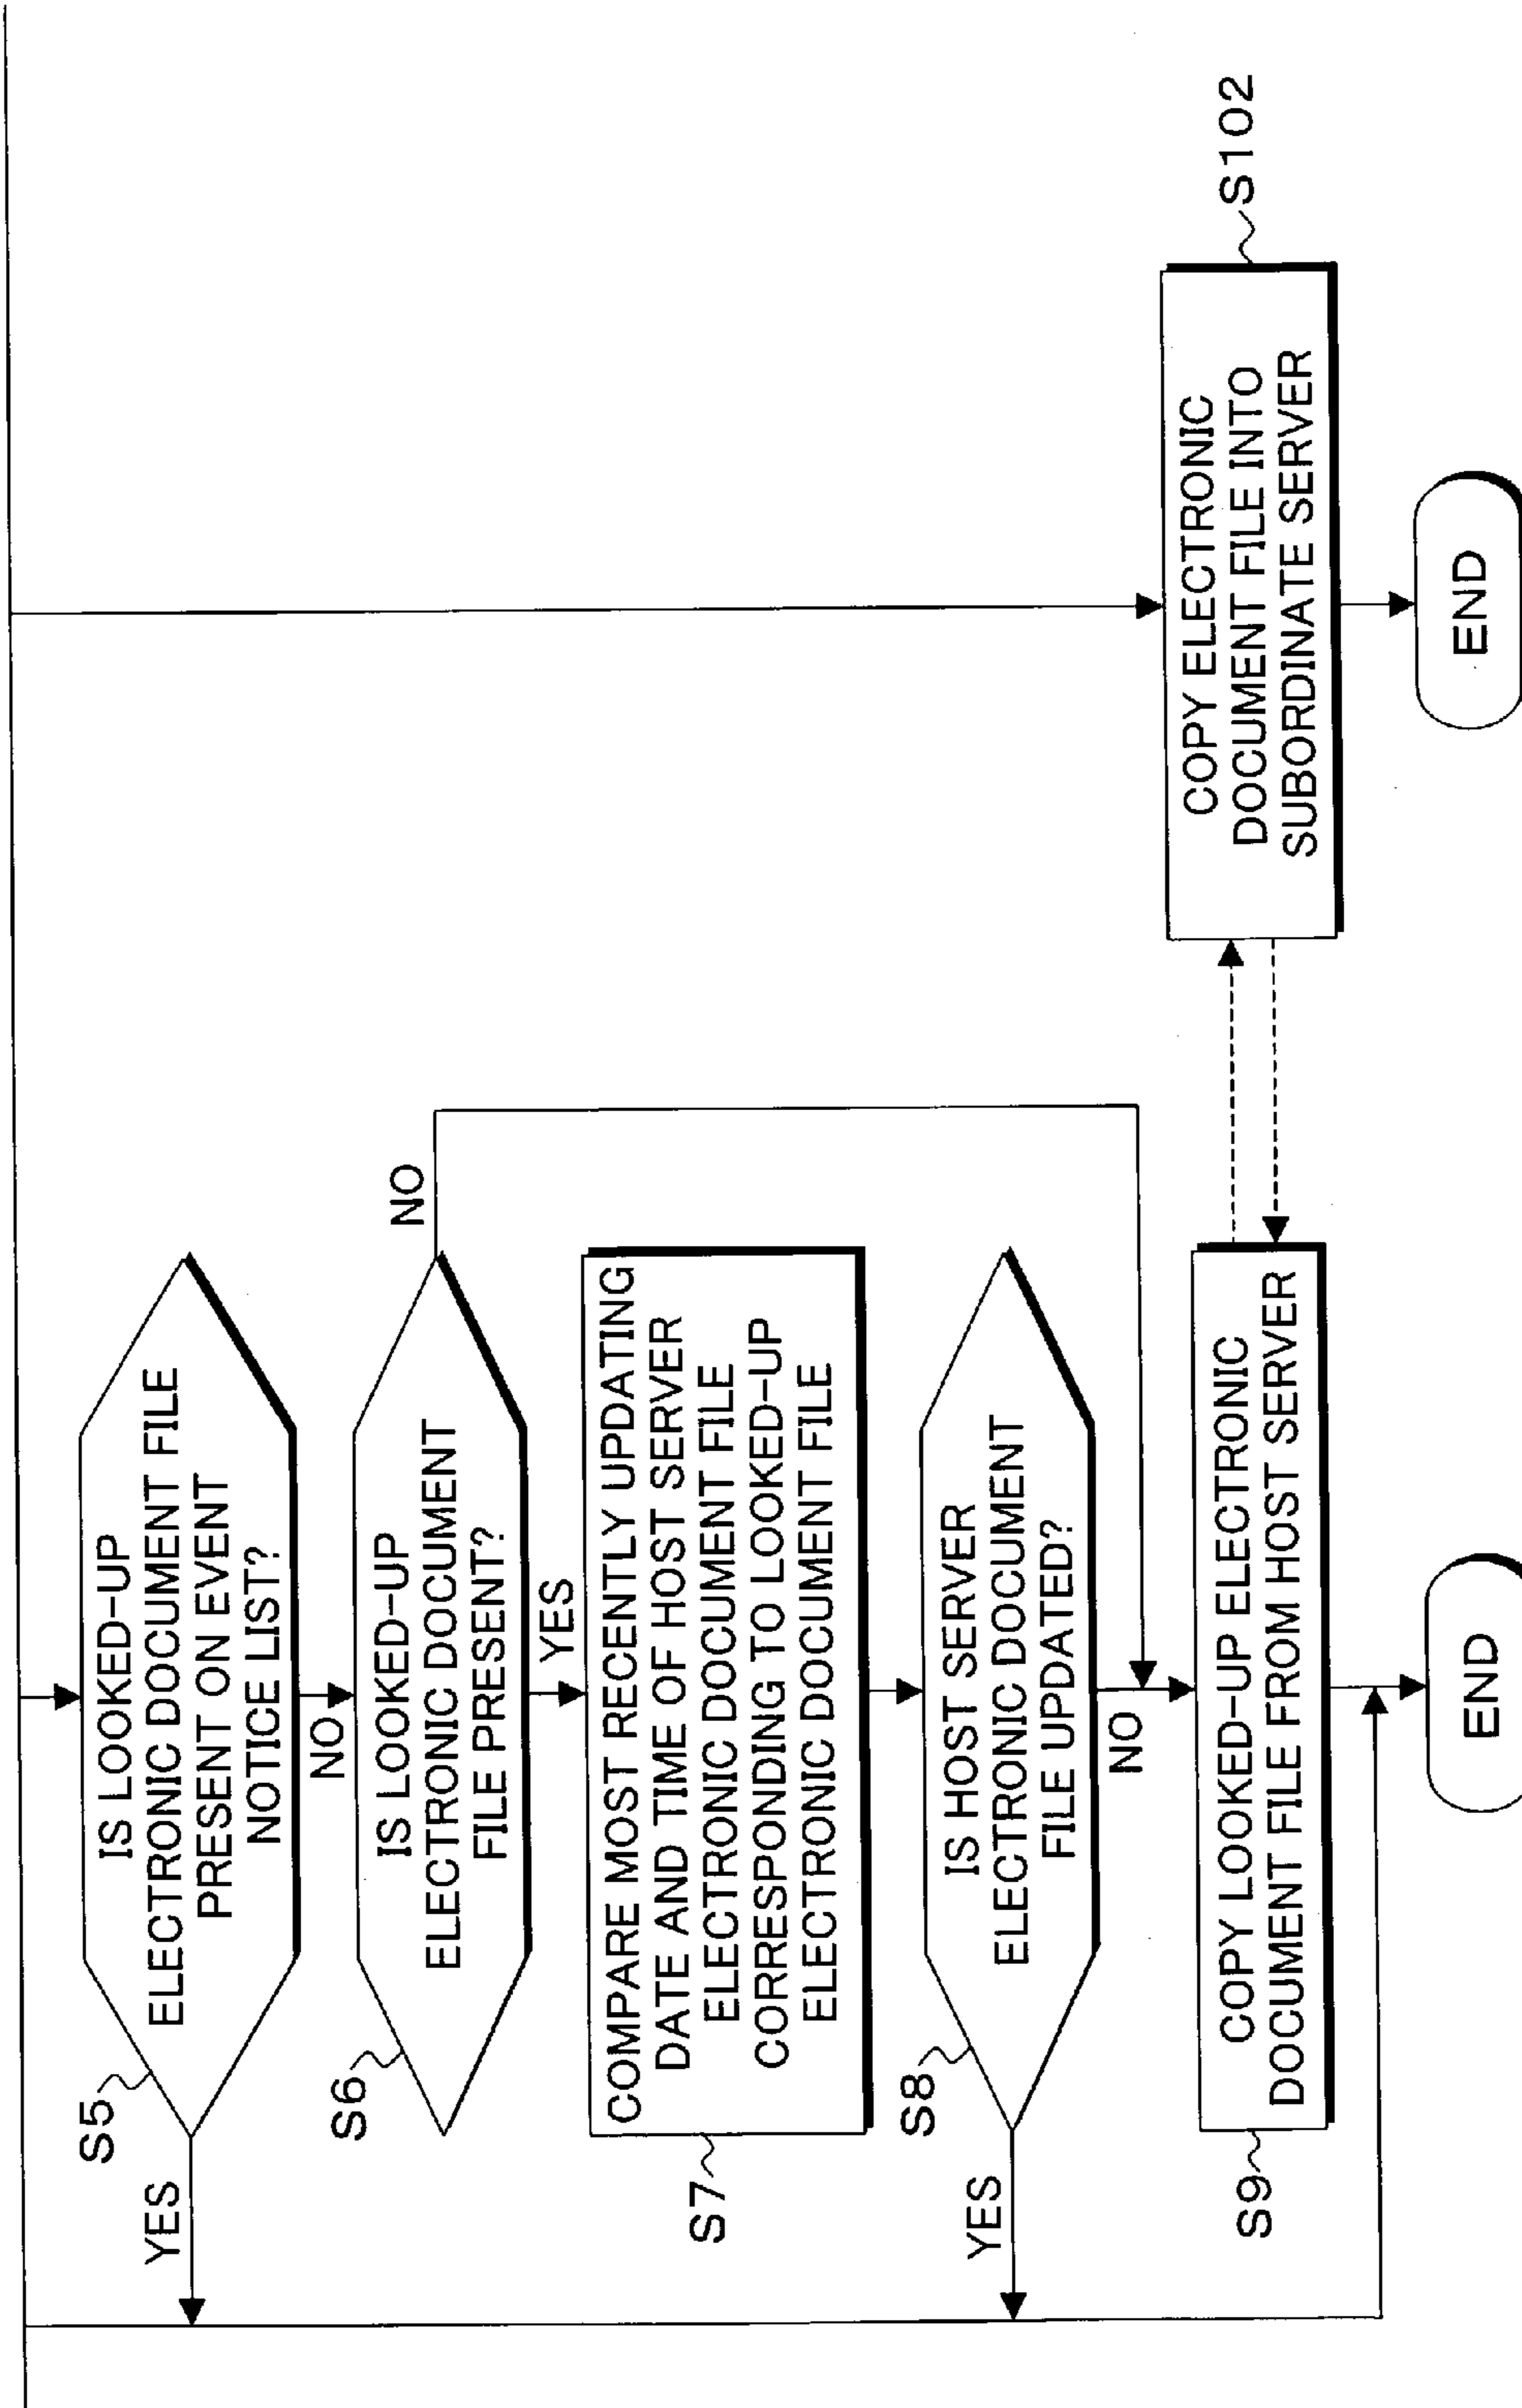 S5
IS LOOKED-UP
ELECTRONIC DOCUMENT FILE
PRESENT ON EVENT
NOTICE LIST?
YES
NO
S6
IS LOOKED-UP
ELECTRONIC DOCUMENT
FILE PRESENT?
NO
YES
S7
COMPARE MOST RECENTLY UPDATING
DATE AND TIME OF HOST SERVER
ELECTRONIC DOCUMENT FILE
CORRESPONDING TO LOOKED-UP
ELECTRONIC DOCUMENT FILE
S8
IS HOST SERVER
ELECTRONIC DOCUMENT
FILE UPDATED?
YES
NO
S9
COPY LOOKED-UP ELECTRONIC
DOCUMENT FILE FROM HOST SERVER
END
COPY ELECTRONIC
DOCUMENT FILE INTO
SUBORDINATE SERVER
S102
END